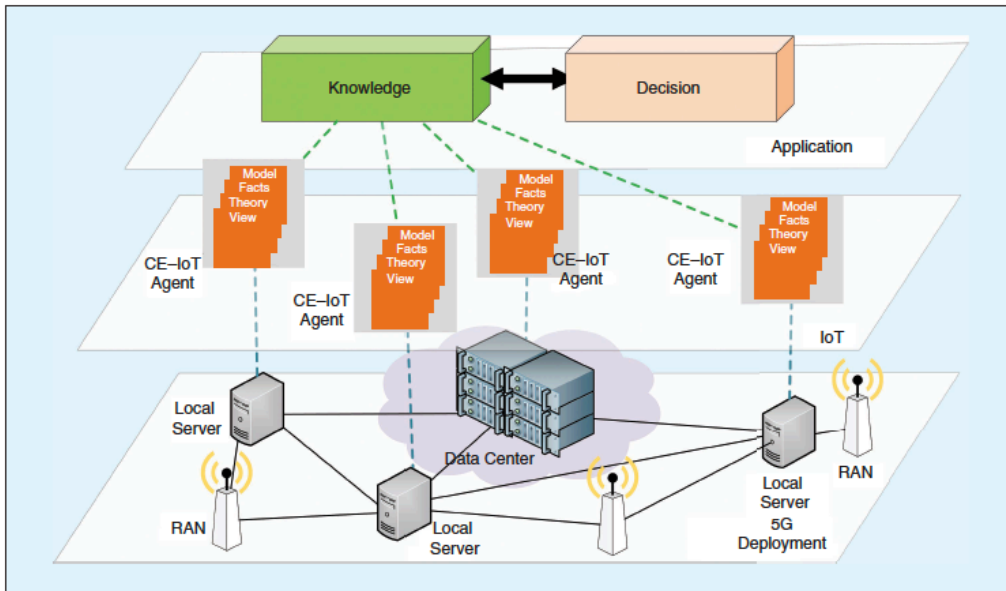 Knowledge
Decision
Application
Model
Facts
Theory
View
CE–IoT
Agent
Model
Facts
Theory
View
CE–IoT
Agent
Model
Facts
Theory
View
CE–IoT
Agent
Model
Facts
Theory
View
CE–IoT
Agent
IoT
Local
Server
Data Center
RAN
Local
Server
Local
Server
5G
Deployment
RAN